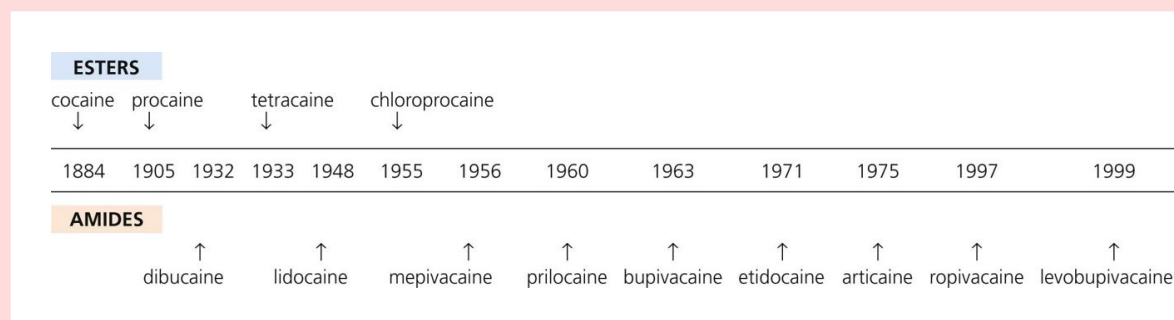 ESTERS
cocaine procaine tetracaine chloroprocaine
1884 1905 1932 1933 1948 1955 1956 1960 1963 1971 1975 1997 1999
AMIDES
dibucaine lidocaine mepivacaine prilocaine bupivacaine etidocaine articaine ropivacaine levobupivacaine